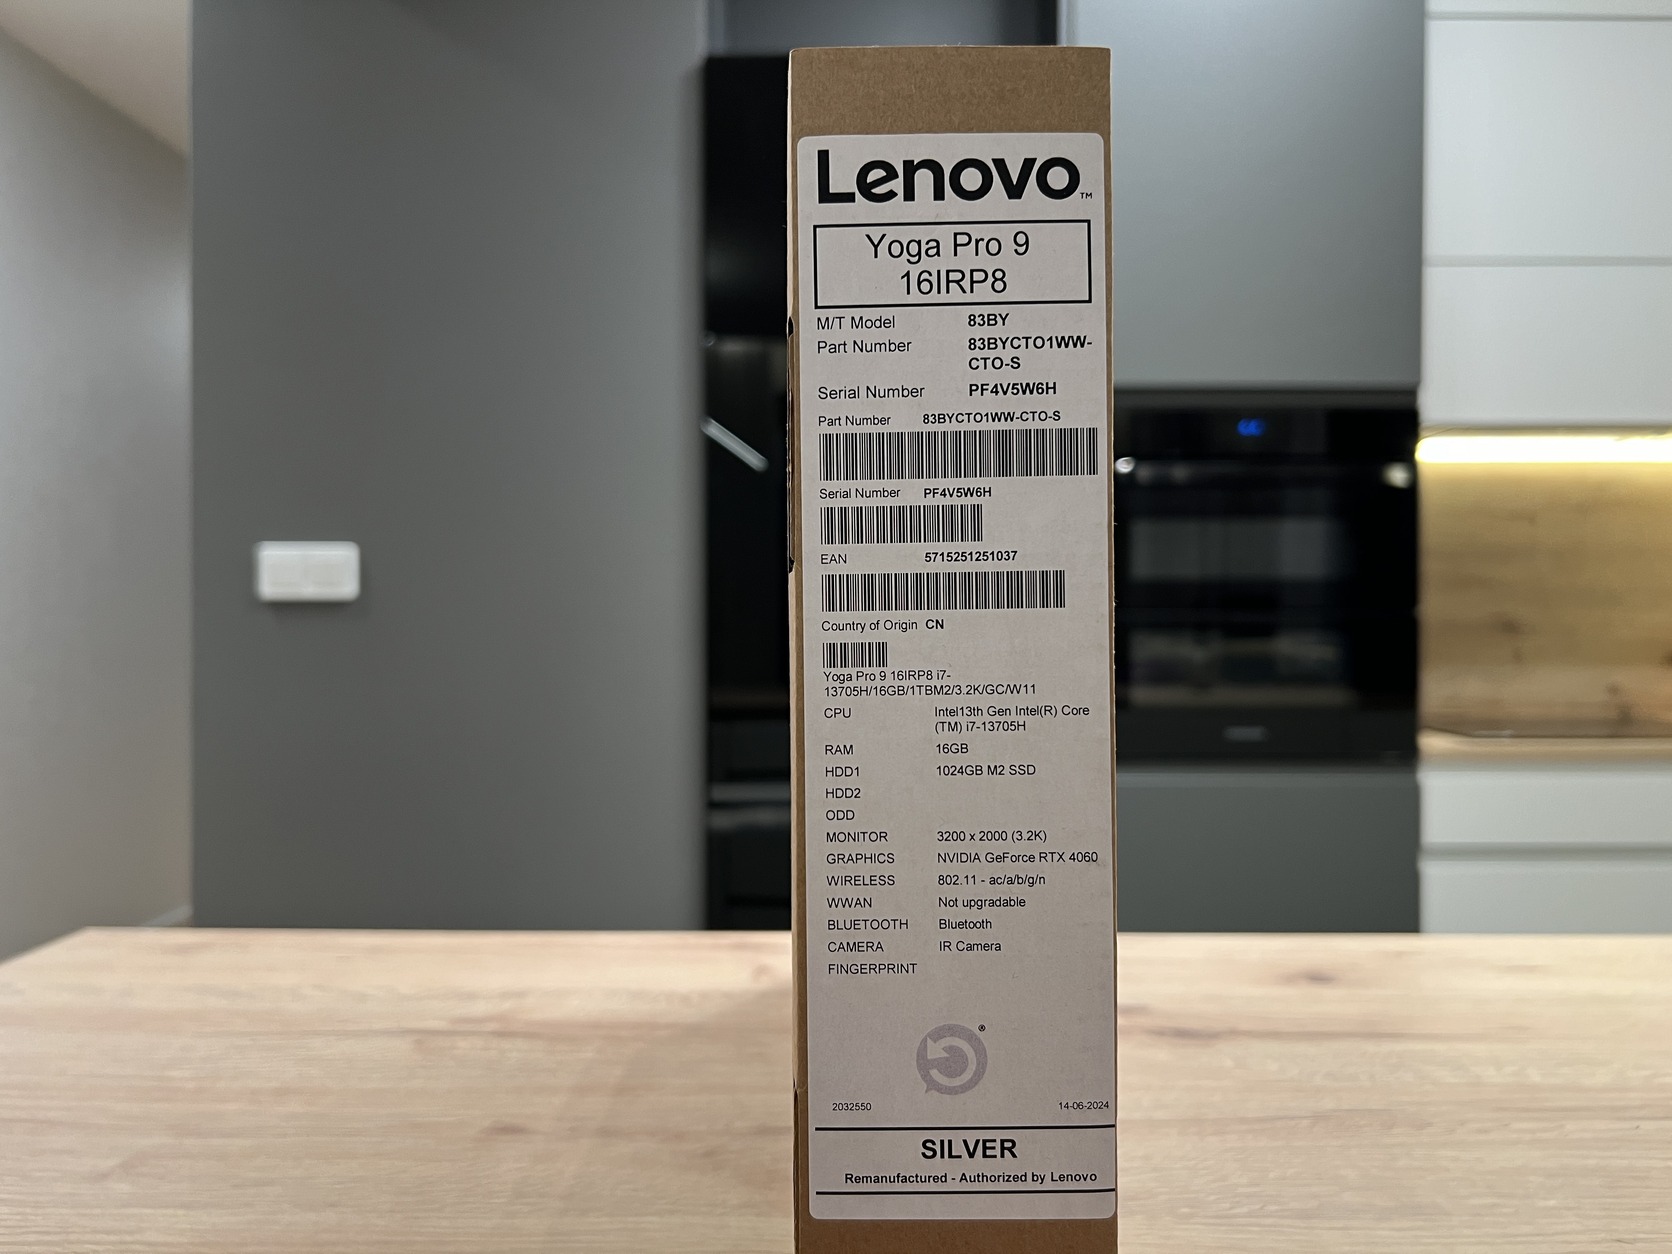 Lenovo™
Yoga Pro 9
16IRP8
M/T Model 83BY
Part Number 83BYCTO1WW-
CTO-S
Serial Number PF4V5W6H
Part Number 83BYCTO1WW-CTO-S
Serial Number PF4V5W6H
EAN 5715251251037
Country of Origin CN
Yoga Pro 9 16IRP8 i7-
13705H/16GB/1TBM2/3.2K/GC/W11
CPU Intel13th Gen Intel(R) Core
(TM) i7-13705H
RAM 16GB
HDD1 1024GB M2 SSD
HDD2
ODD
MONITOR 3200 x 2000 (3.2K)
GRAPHICS NVIDIA GeForce RTX 4060
WIRELESS 802.11 - ac/a/b/g/n
WWAN Not upgradable
BLUETOOTH Bluetooth
CAMERA IR Camera
FINGERPRINT
®
2032550 14-06-2024
SILVER
Remanufactured - Authorized by Lenovo